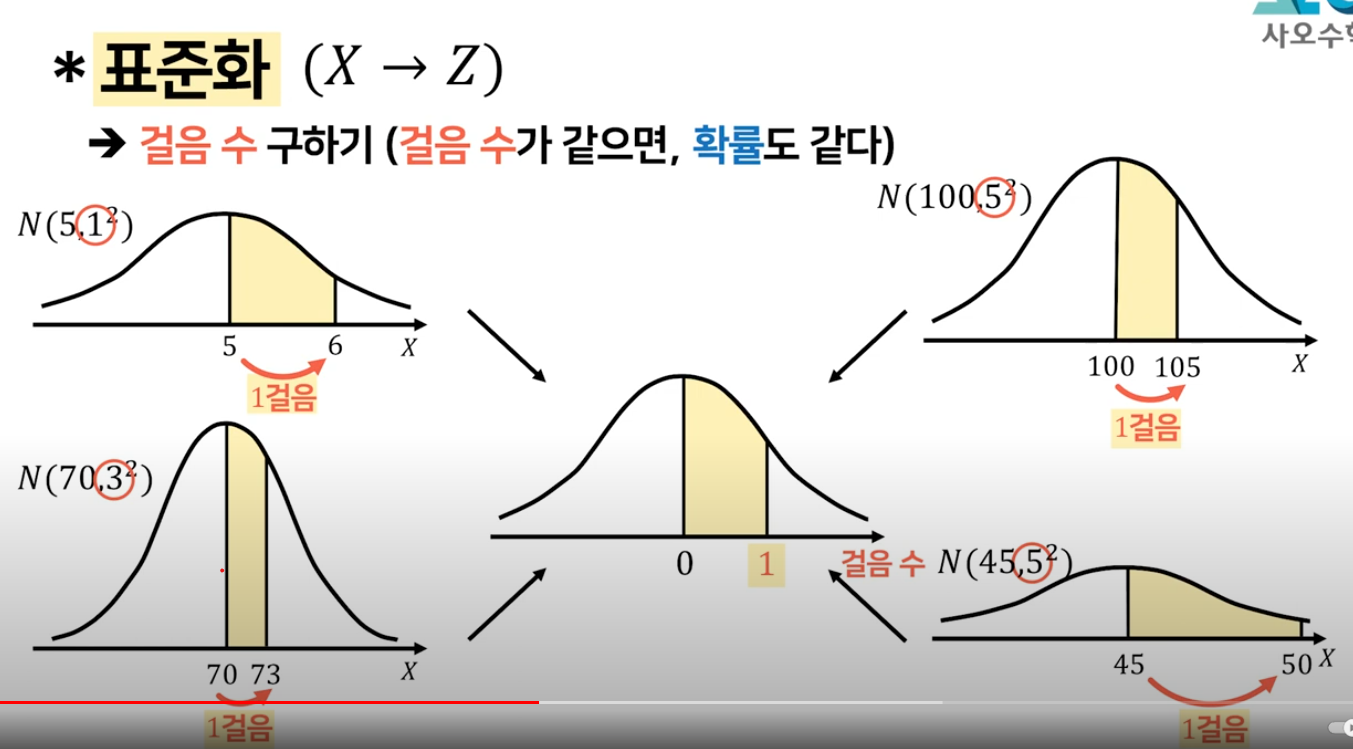 사오수학
* 표준화 (X → Z)
➔ 걸음 수 구하기 (걸음 수가 같으면, 확률도 같다)
N(5,1²)
5 6 X
1걸음
N(100,5²)
100 105 X
1걸음
N(70,3²)
70 73 X
1걸음
0 1 걸음 수
N(45,5²)
45 50 X
1걸음